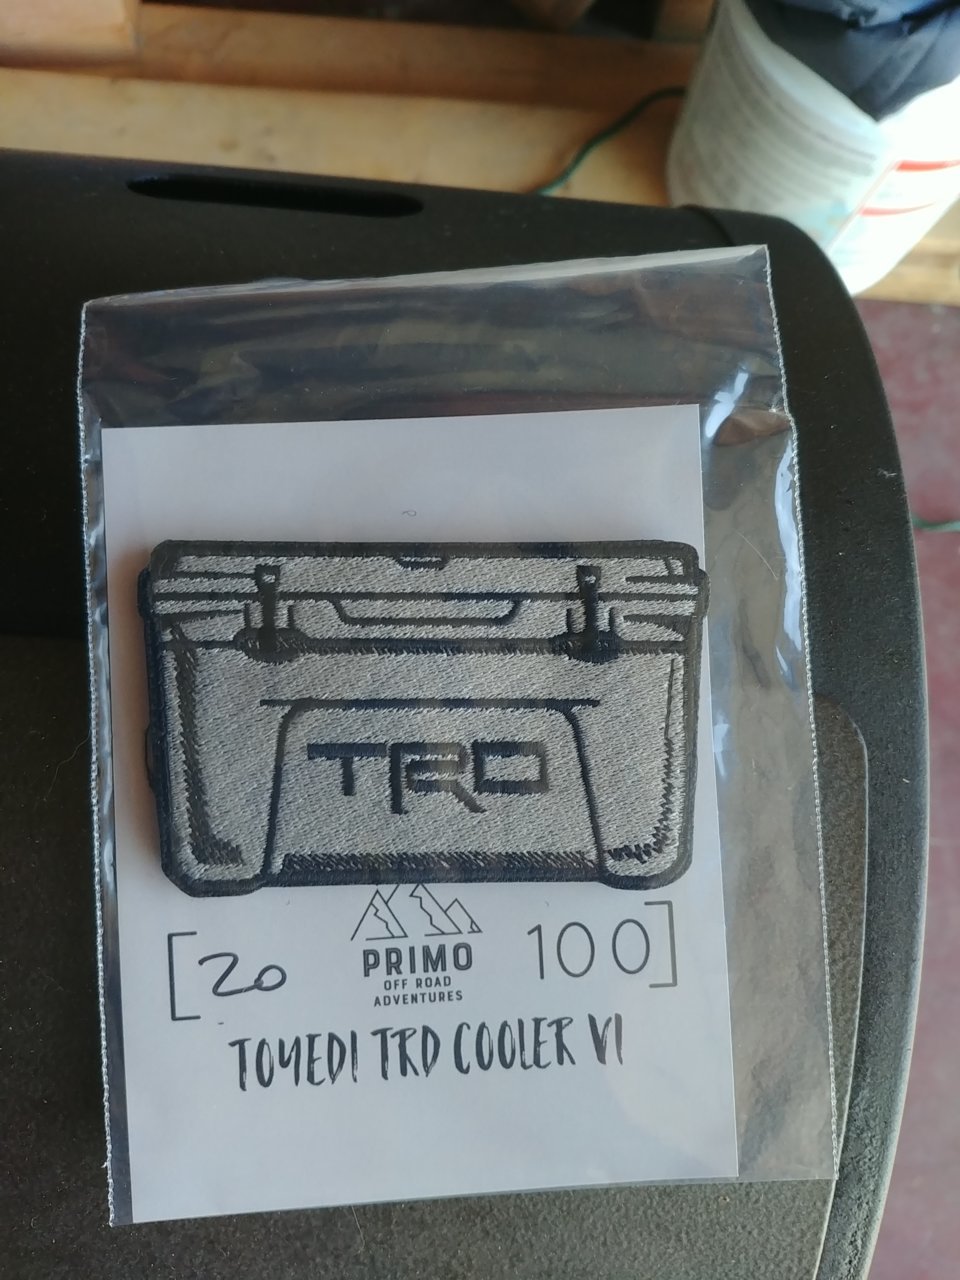 TRD
[20 PRIMO 100]
OFF ROAD
ADVENTURES
TOYEDI TRD COOLER V1